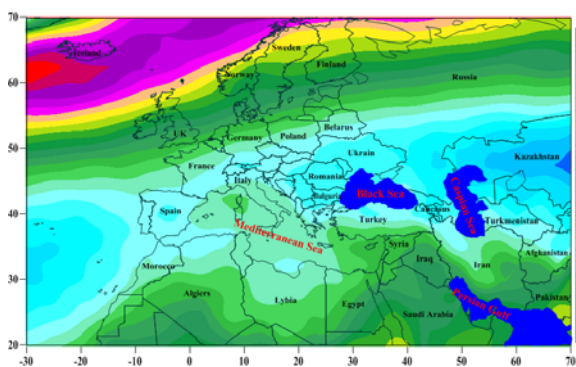 70
Iceland
Sweden
Finland
60
Norway
Russia
UK
Germany
Poland
Belarus
50
France
Ukrain
Kazakhstan
Italy
Romania
Bulgaria
Black Sea
Caspian Sea
40
Spain
Mediterranean Sea
Turkey
Caucasus
Turkmenistan
Syria
Afghanistan
Morocco
Iraq
Iran
30
Algiers
Lybia
Egypt
Saudi Arabia
Persian Gulf
Pakistan
20
-30 -20 -10 0 10 20 30 40 50 60 70